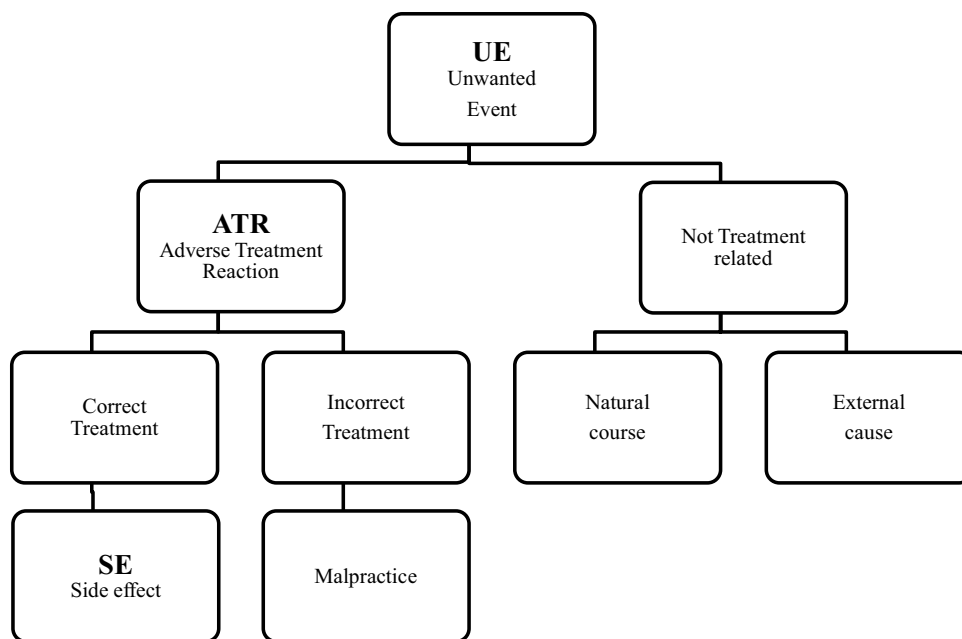 UE
Unwanted
Event
ATR
Adverse Treatment
Reaction
Not Treatment
related
Correct
Treatment
Incorrect
Treatment
Natural
course
External
cause
SE
Side effect
Malpractice